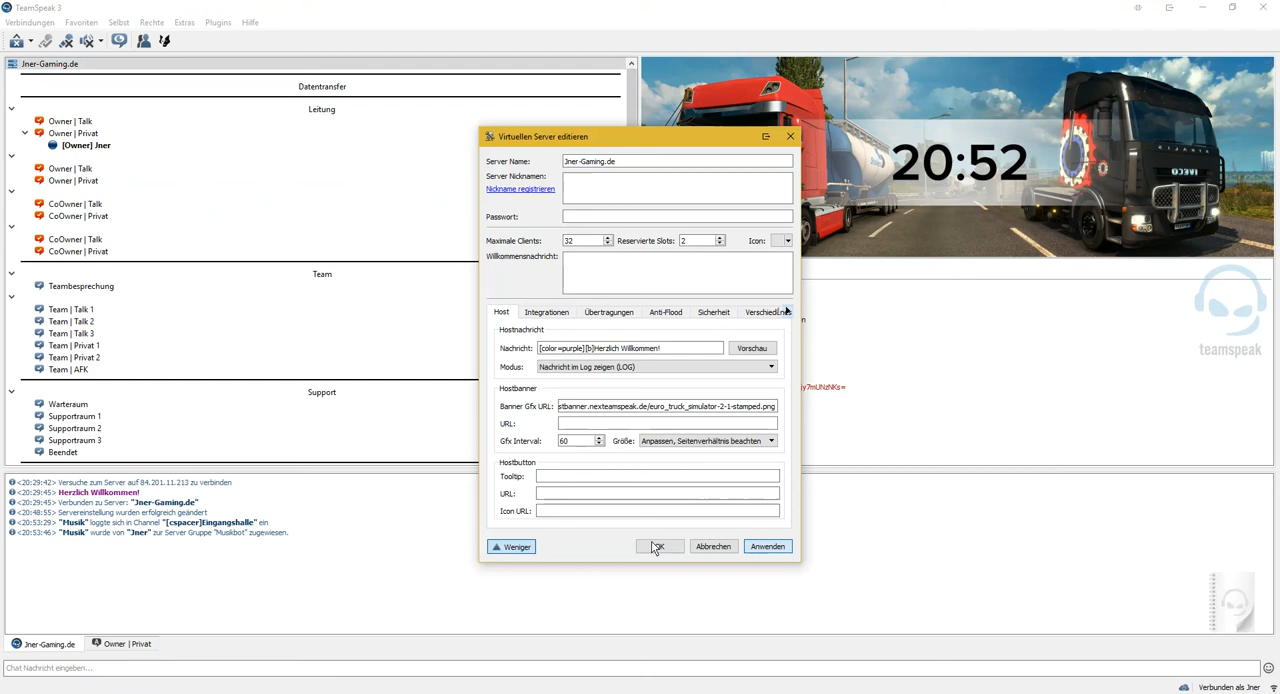 TeamSpeak 3
Verbindungen Favoriten Selbst Rechte Extras Plugins Hilfe
Jner-Gaming.de
Datentransfer
Leitung
Owner | Talk
Owner | Privat
[Owner] Jner
Owner | Talk
Owner | Privat
CoOwner | Talk
CoOwner | Privat
CoOwner | Talk
CoOwner | Privat
Team
Teambesprechung
Team | Talk 1
Team | Talk 2
Team | Talk 3
Team | Privat 1
Team | Privat 2
Team | AFK
Support
Warteraum
Supportraum 1
Supportraum 2
Supportraum 3
Beendet
20:52
IVECO
teamspeak
y7mUNzNKs=
Virtuellen Server editieren
Server Name: Jner-Gaming.de
Server Nicknamen:
Nickname registrieren
Passwort:
Maximale Clients: 32 Reservierte Slots: 2 Icon:
Willkommensnachricht:
Host Integrationen Übertragungen Anti-Flood Sicherheit Verschiedenes
Hostnachricht
Nachricht: [color=purple][b]Herzlich Willkommen! Vorschau
Modus: Nachricht im Log zeigen (LOG)
Hostbanner
Banner Gfx URL: stbanner.nexteamspeak.de/euro_truck_simulator-2-1-stamped.png
URL:
Gfx Interval: 60 Größe: Anpassen, Seitenverhältnis beachten
Hostbutton
Tooltip:
URL:
Icon URL:
Weniger OK Abbrechen Anwenden
<20:29:42> Versuche zum Server auf 84.201.11.213 zu verbinden
<20:29:45> Herzlich Willkommen!
<20:29:45> Verbunden zu Server: "Jner-Gaming.de"
<20:48:55> Servereinstellung wurden erfolgreich geändert
<20:53:29> "Musik" loggte sich in Channel "[cspacer]Eingangshalle" ein
<20:53:46> "Musik" wurde von "Jner" zur Server Gruppe "Musikbot" zugewiesen.
Jner-Gaming.de Owner | Privat
Chat Nachricht eingeben...
Verbunden als Jner